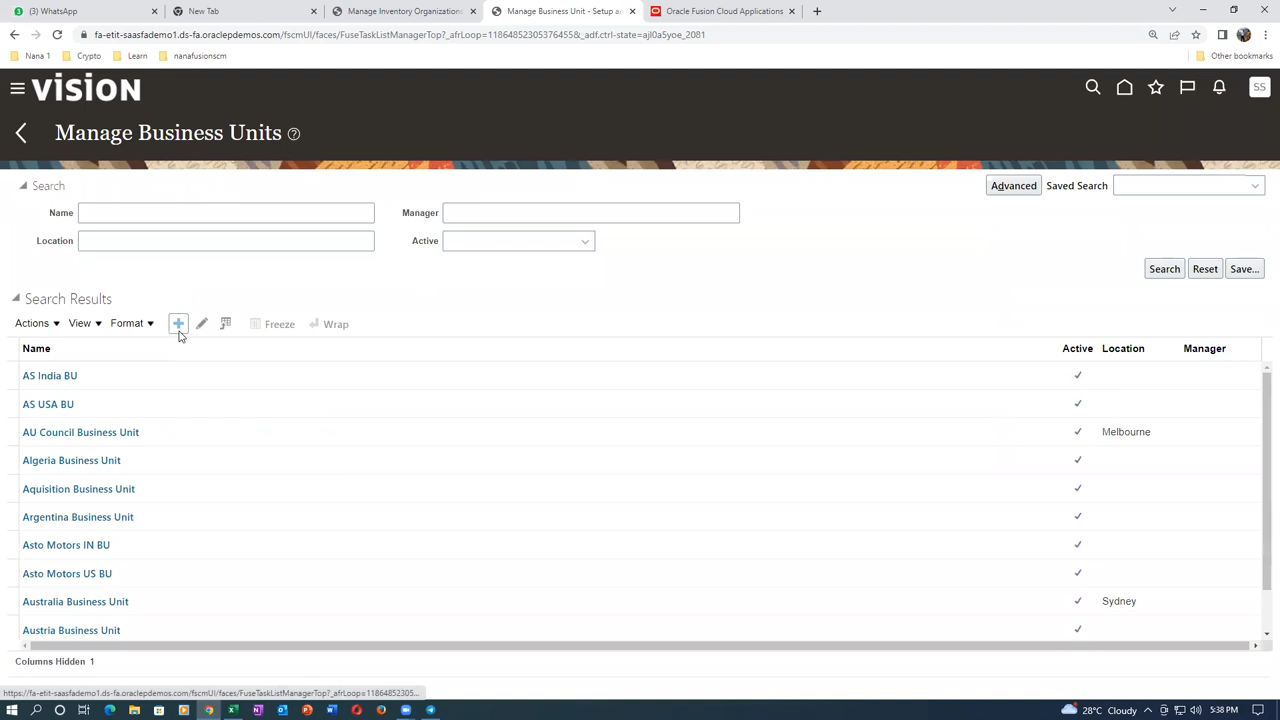 (3) WhatsApp
New Tab
Manage Inventory Organizations
Manage Business Unit - Setup an
Oracle Fusion Cloud Applications
fa-etit-saasfademo1.ds-fa.oraclepdemos.com/fscmUI/faces/FuseTaskListManagerTop?_afrLoop=118648523053764558&_adf.ctrl-state=ajl0a5yoe_2081
Nana 1
Crypto
Learn
nanafusionscm
Other bookmarks
VISION
SS
Manage Business Units
Search
Advanced
Saved Search
Name
Manager
Location
Active
Search
Reset
Save...
Search Results
Actions
View
Format
Freeze
Wrap
Name
Active
Location
Manager
AS India BU
AS USA BU
AU Council Business Unit
Melbourne
Algeria Business Unit
Aquisition Business Unit
Argentina Business Unit
Asto Motors IN BU
Asto Motors US BU
Australia Business Unit
Sydney
Austria Business Unit
Columns Hidden 1
https://fa-etit-saasfademo1.ds-fa.oraclepdemos.com/fscmUI/faces/FuseTaskListManagerTop?_afrLoop=11864852305...
28°C Cloudy
5:38 PM